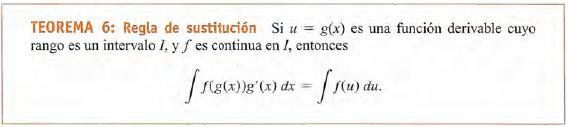 TEOREMA 6: Regla de sustitución Si u = g(x) es una función derivable cuyo
rango es un intervalo I, y f es continua en I, entonces
∫ f(g(x))g′(x) dx = ∫ f(u) du.